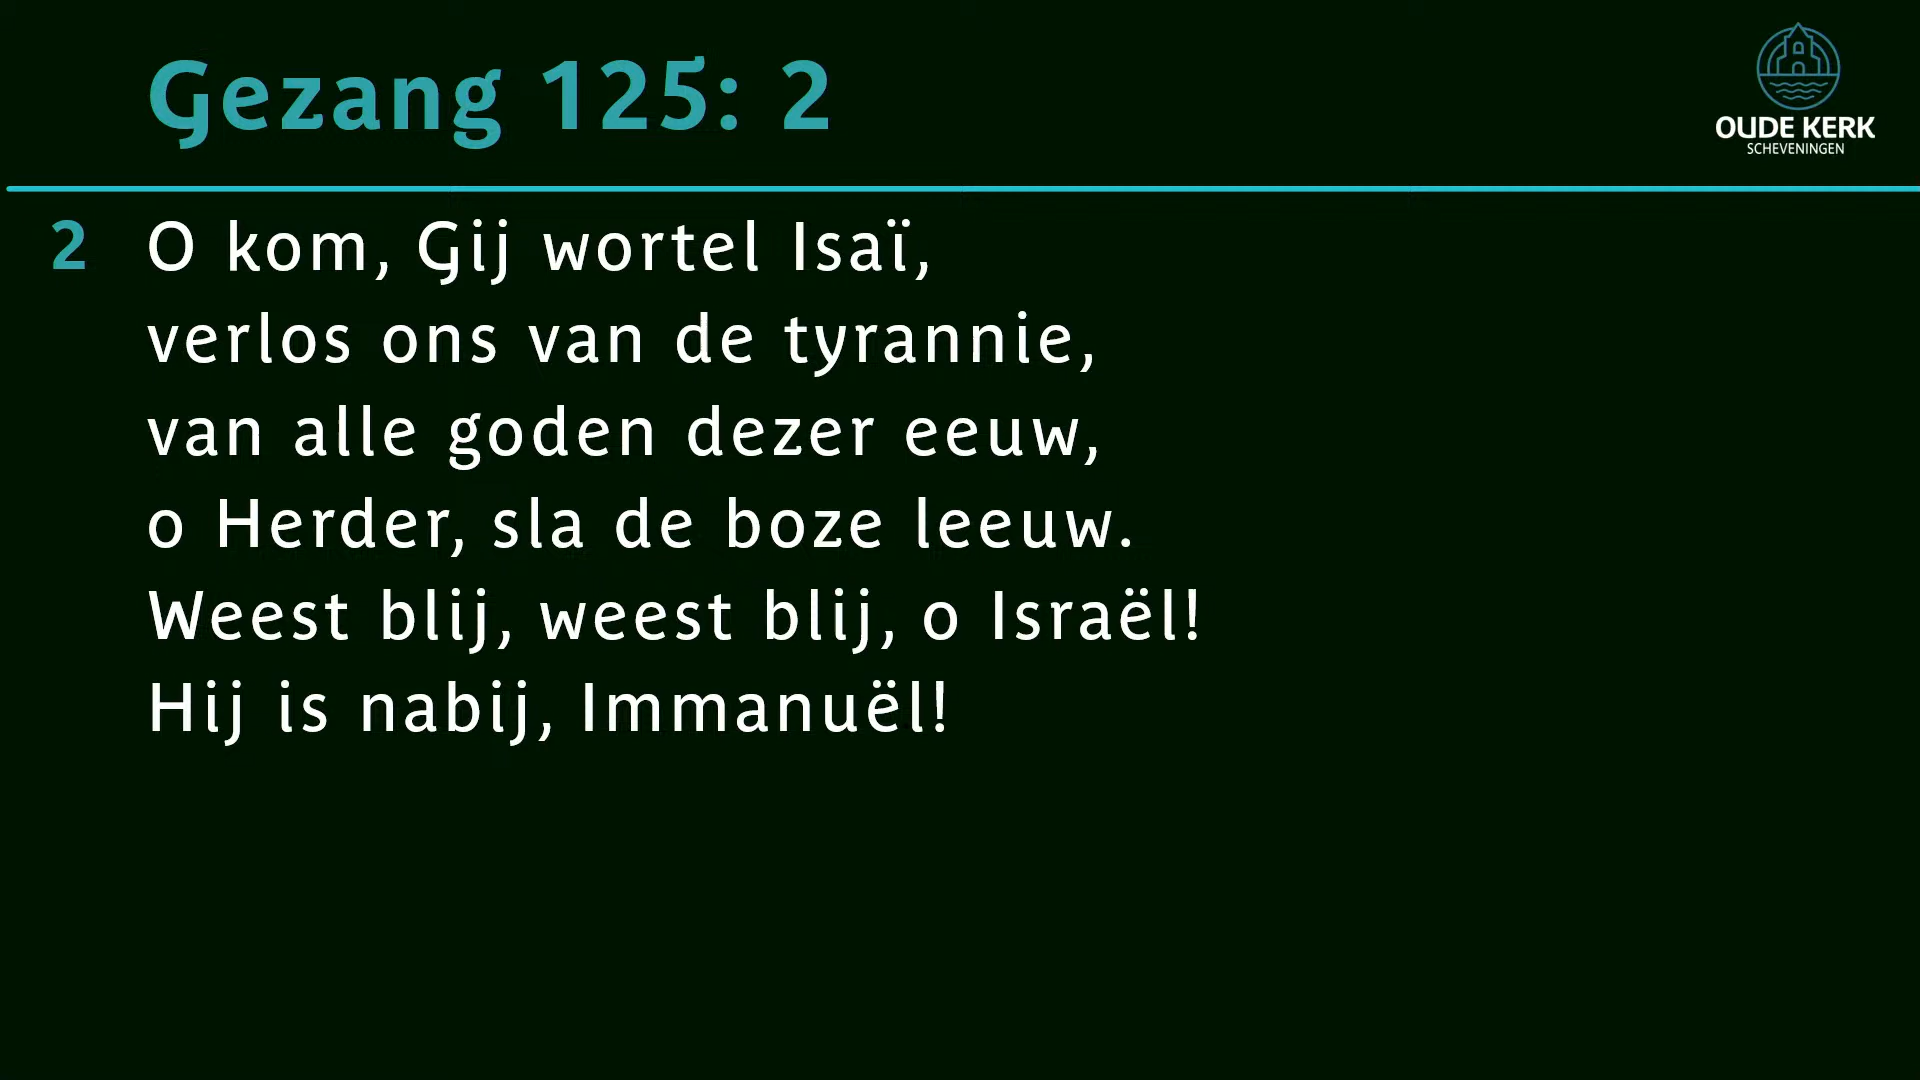 Gezang 125: 2
OUDE KERK
SCHEVENINGEN
2 O kom, Gij wortel Isaï,
verlos ons van de tyrannie,
van alle goden dezer eeuw,
o Herder, sla de boze leeuw.
Weest blij, weest blij, o Israël!
Hij is nabij, Immanuël!